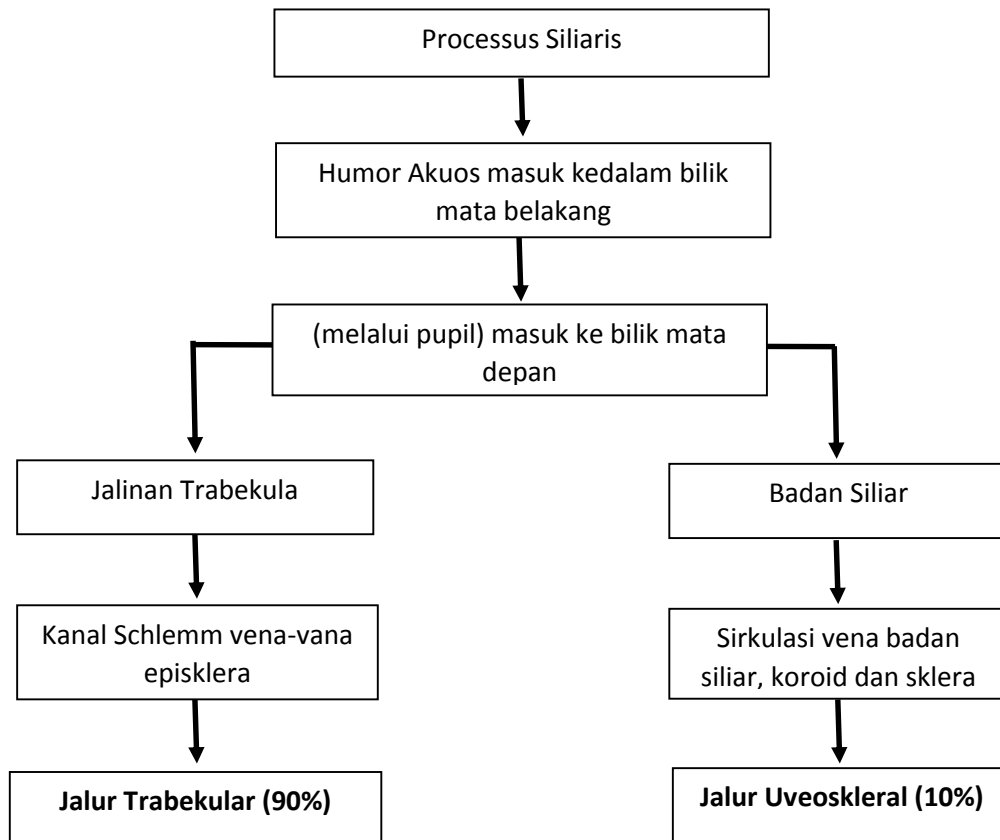 Processus Siliaris
Humor Akuos masuk kedalam bilik
mata belakang
(melalui pupil) masuk ke bilik mata
depan
Jalinan Trabekula
Kanal Schlemm vena-vana
episklera
Jalur Trabekular (90%)
Badan Siliar
Sirkulasi vena badan
siliar, koroid dan sklera
Jalur Uveoskleral (10%)